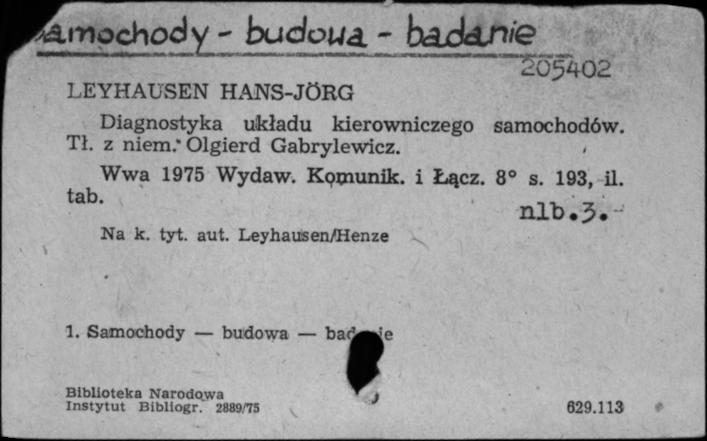 Samochody - budowa - badanie
205402
LEYHAUSEN HANS-JÖRG
Diagnostyka układu kierowniczego samochodów.
Tł. z niem. Olgierd Gabrylewicz.
Wwa 1975 Wydaw. Komunik. i Łącz. 8° s. 193, il.
tab.
nlb. 3.
Na k. tyt. aut. Leyhausen/Henze
1. Samochody — budowa — badanie
Biblioteka Narodowa
Instytut Bibliogr. 2889/75
629.113